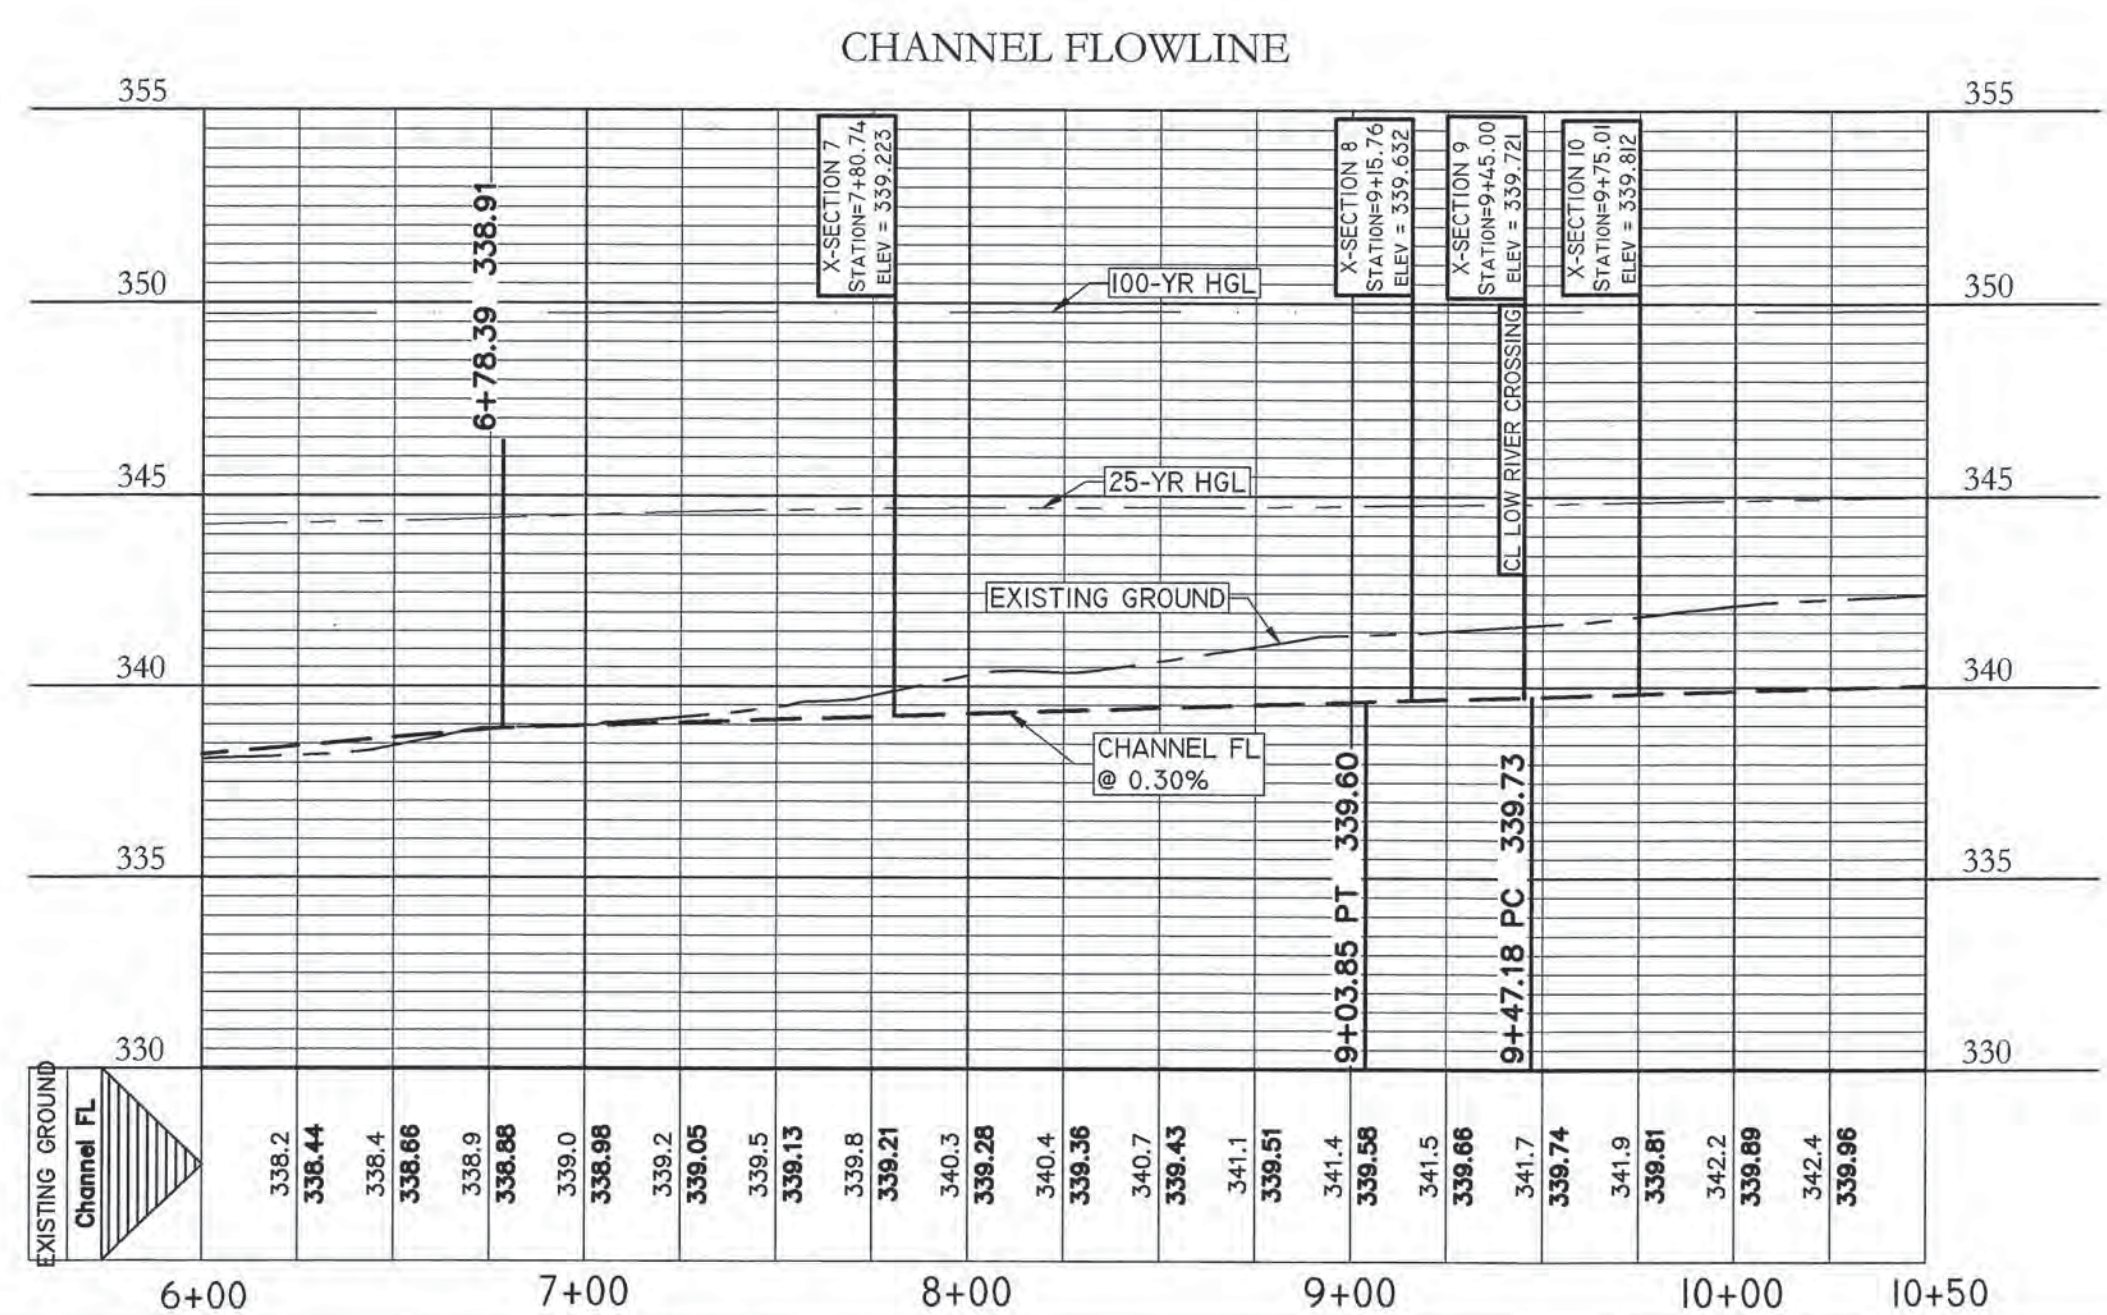 CHANNEL FLOWLINE
355
355
350
350
345
345
340
340
335
335
330
330
6+78.39 338.91
X-SECTION 7
STATION=7+80.74
ELEV = 339.223
X-SECTION 8
STATION=9+15.76
ELEV = 339.632
X-SECTION 9
STATION=9+45.00
ELEV = 339.721
X-SECTION 10
STATION=9+75.01
ELEV = 339.812
100-YR HGL
CL LOW RIVER CROSSING
25-YR HGL
EXISTING GROUND
CHANNEL FL
@ 0.30%
9+03.85 PT 339.60
9+47.18 PC 339.73
EXISTING GROUND
Channel FL
338.2
338.44
338.4
338.66
338.9
338.88
339.0
338.98
339.2
339.05
339.5
339.13
339.8
339.21
340.3
339.28
340.4
339.36
340.7
339.43
341.1
339.51
341.4
339.58
341.5
339.66
341.7
339.74
341.9
339.81
342.2
339.89
342.4
339.96
6+00
7+00
8+00
9+00
10+00
10+50